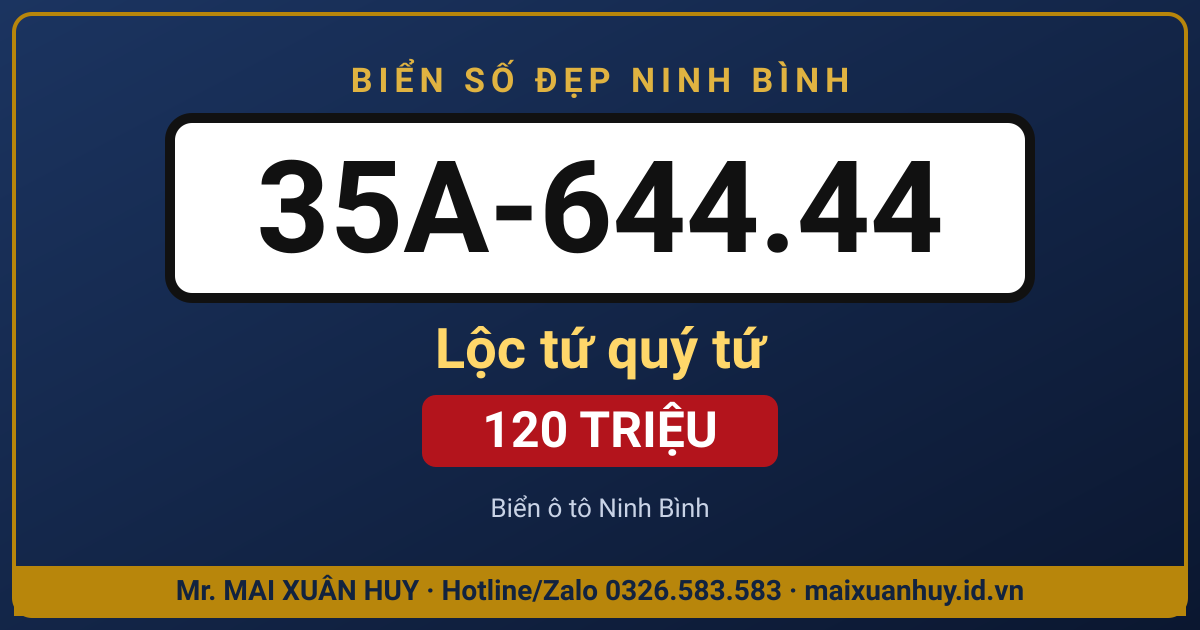 BIỂN SỐ ĐẸP NINH BÌNH
35A-644.44
Lộc tứ quý tứ
120 TRIỆU
Biển ô tô Ninh Bình
Mr. MAI XUÂN HUY · Hotline/Zalo 0326.583.583 · maixuanhuy.id.vn